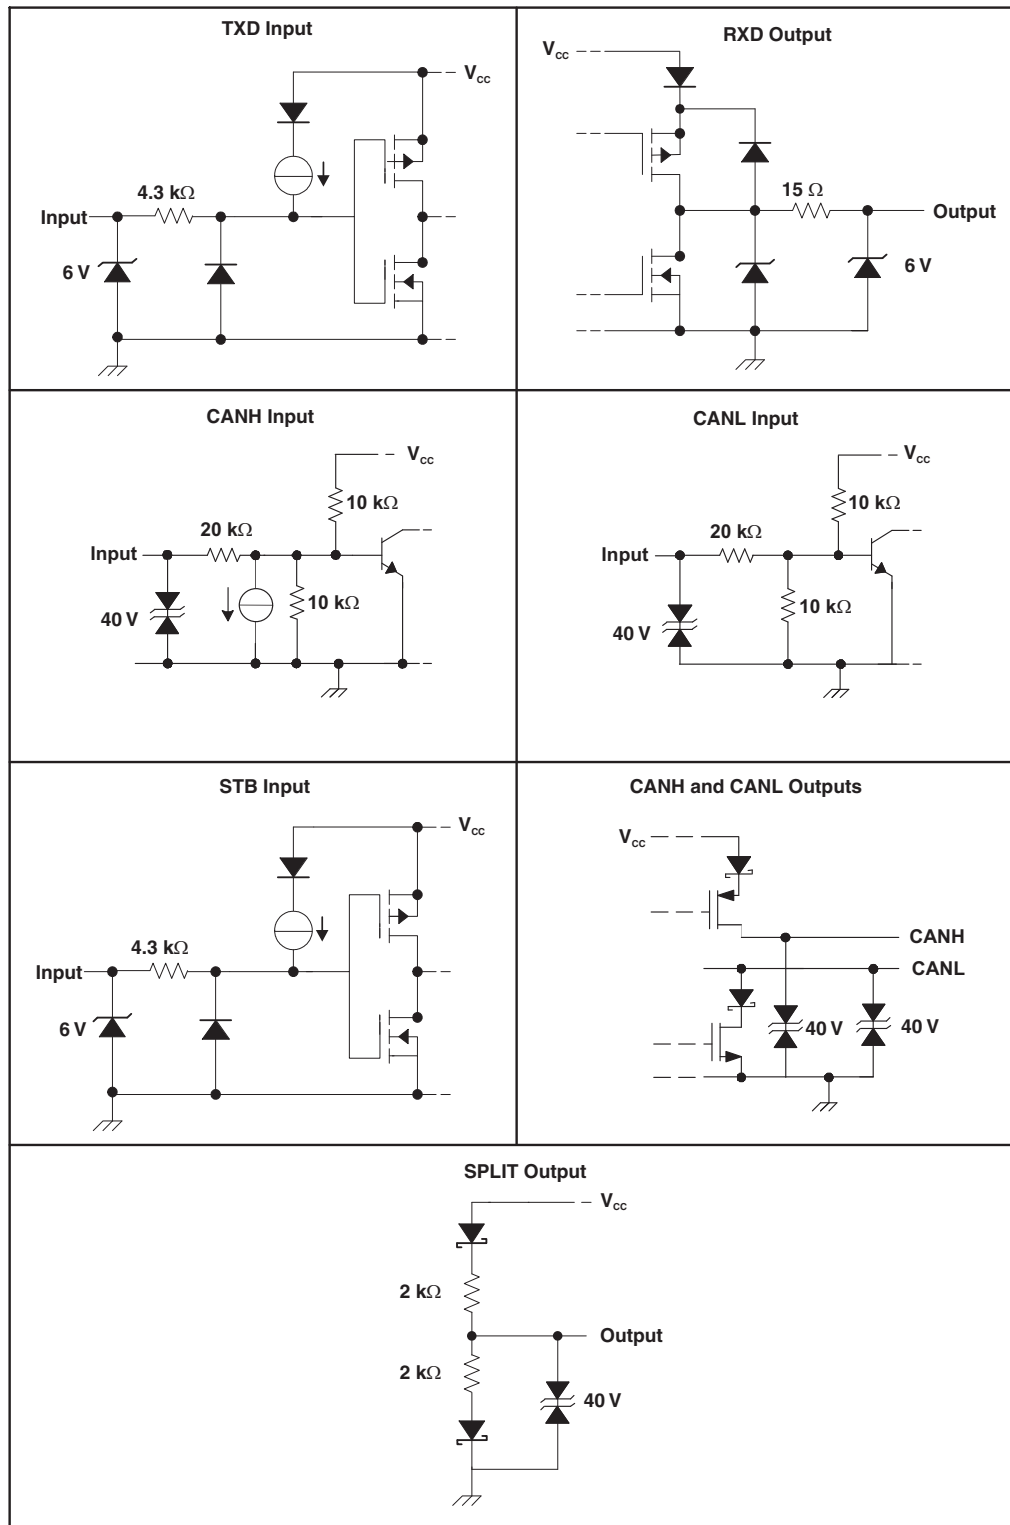 TXD Input
V_CC
4.3 kΩ
Input
6 V
RXD Output
V_CC
15 Ω
Output
6 V
CANH Input
V_CC
10 kΩ
20 kΩ
Input
10 kΩ
40 V
CANL Input
V_CC
10 kΩ
20 kΩ
Input
10 kΩ
40 V
STB Input
V_CC
4.3 kΩ
Input
6 V
CANH and CANL Outputs
V_CC
CANH
CANL
40 V
40 V
SPLIT Output
V_CC
2 kΩ
Output
2 kΩ
40 V